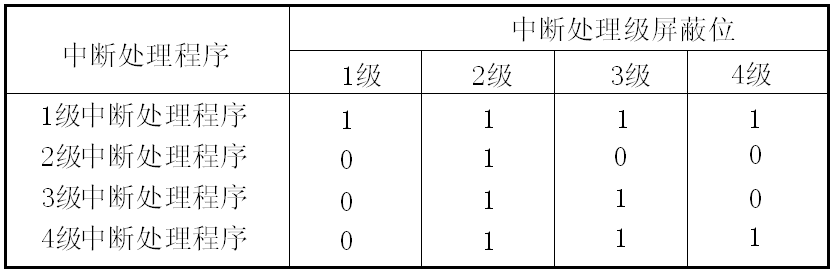 中断处理程序
中断处理级屏蔽位
1级 2级 3级 4级
1级中断处理程序 1 1 1 1
2级中断处理程序 0 1 0 0
3级中断处理程序 0 1 1 0
4级中断处理程序 0 1 1 1